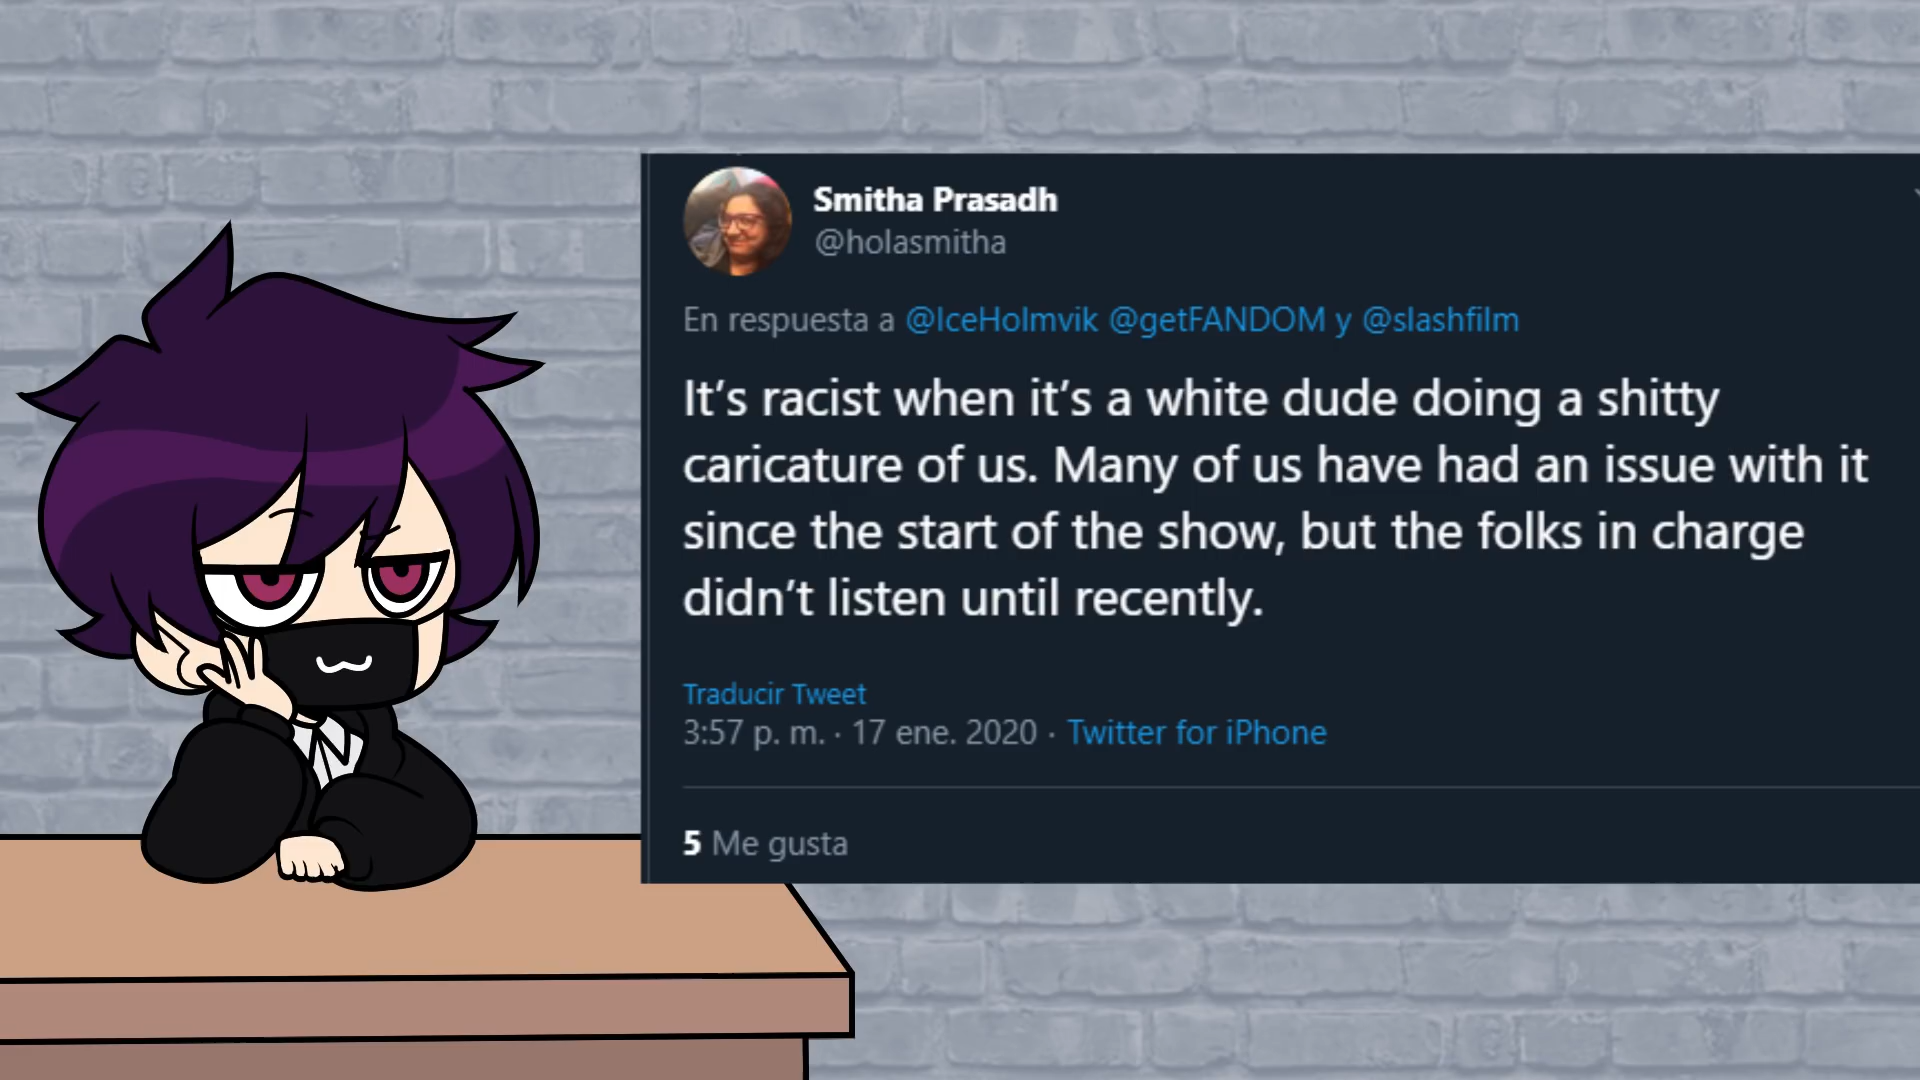 Smitha Prasadh
@holasmitha
En respuesta a @IceHolmvik @getFANDOM y @slashfilm
It’s racist when it’s a white dude doing a shitty
caricature of us. Many of us have had an issue with it
since the start of the show, but the folks in charge
didn’t listen until recently.
Traducir Tweet
3:57 p. m. · 17 ene. 2020 · Twitter for iPhone
5 Me gusta